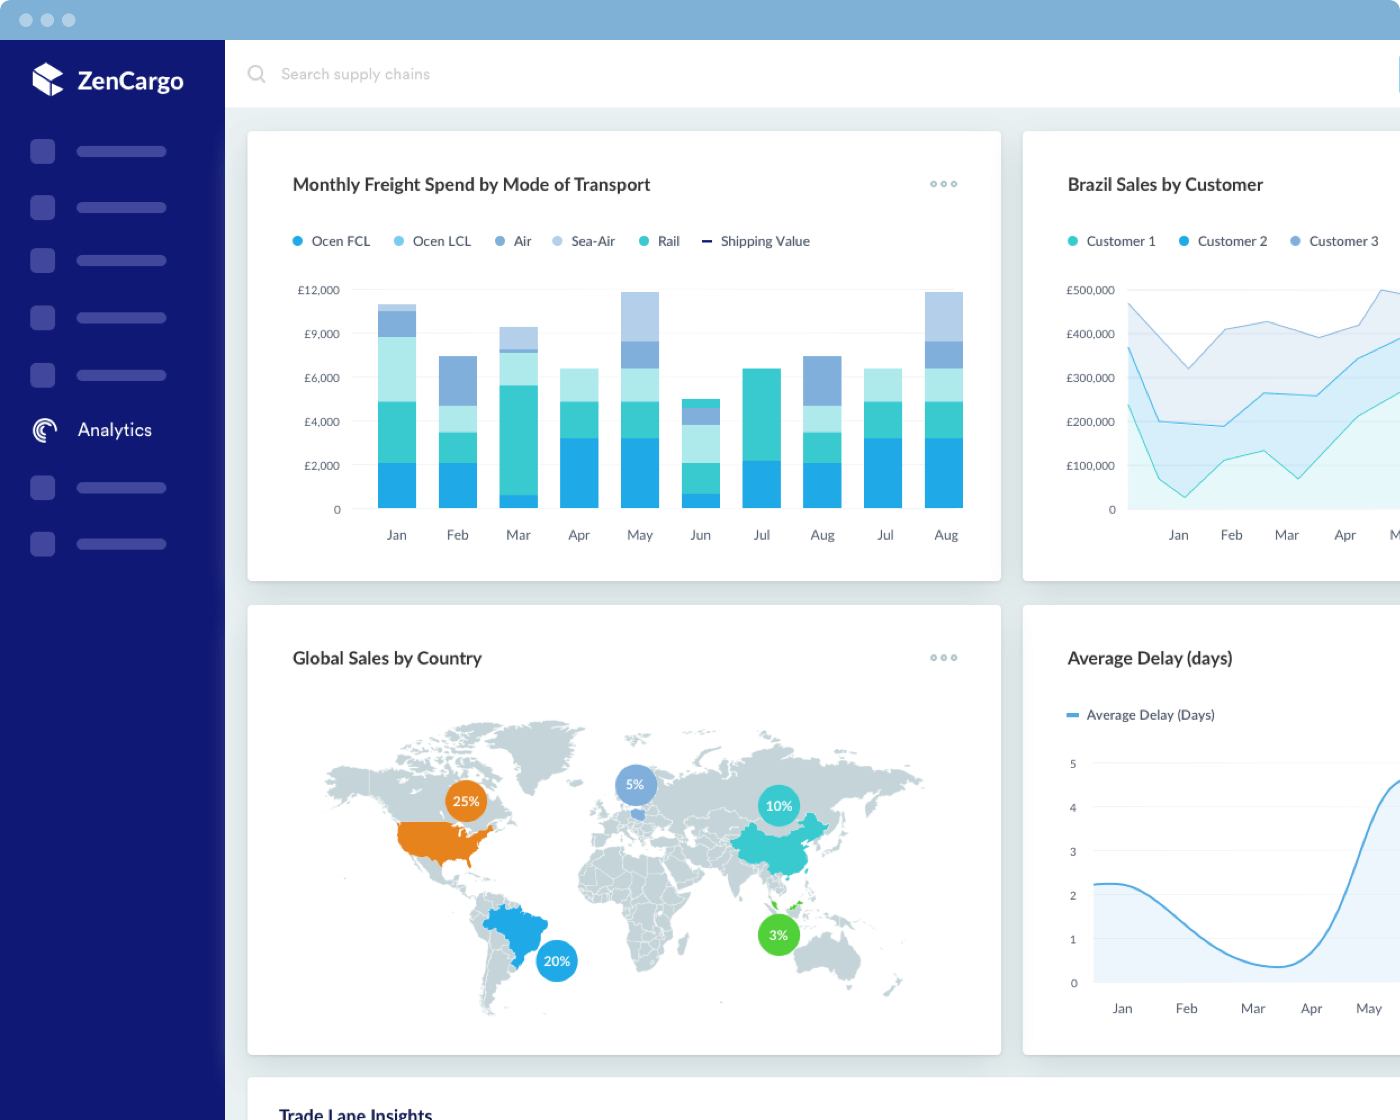 ZenCargo
Search supply chains
Analytics
Monthly Freight Spend by Mode of Transport
Ocen FCL Ocen LCL Air Sea-Air Rail Shipping Value
£12,000
£9,000
£6,000
£4,000
£2,000
0
Jan Feb Mar Apr May Jun Jul Aug Jul Aug
Brazil Sales by Customer
Customer 1 Customer 2 Customer 3
£500,000
£400,000
£300,000
£200,000
£100,000
0
Jan Feb Mar Apr M
Global Sales by Country
25%
5%
10%
3%
20%
Average Delay (days)
Average Delay (Days)
5
4
3
2
1
0
Jan Feb Mar Apr May
Trade Lane Insights